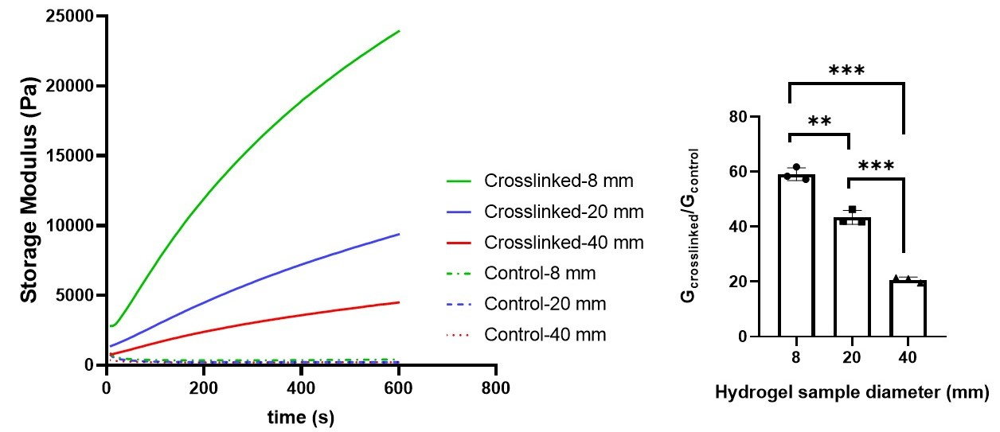 25000
20000
15000
10000
5000
0
Storage Modulus (Pa)
0 200 400 600 800
time (s)
Crosslinked-8 mm
Crosslinked-20 mm
Crosslinked-40 mm
Control-8 mm
Control-20 mm
Control-40 mm
***
**
***
80
60
40
20
0
Gcrosslinked/Gcontrol
8 20 40
Hydrogel sample diameter (mm)